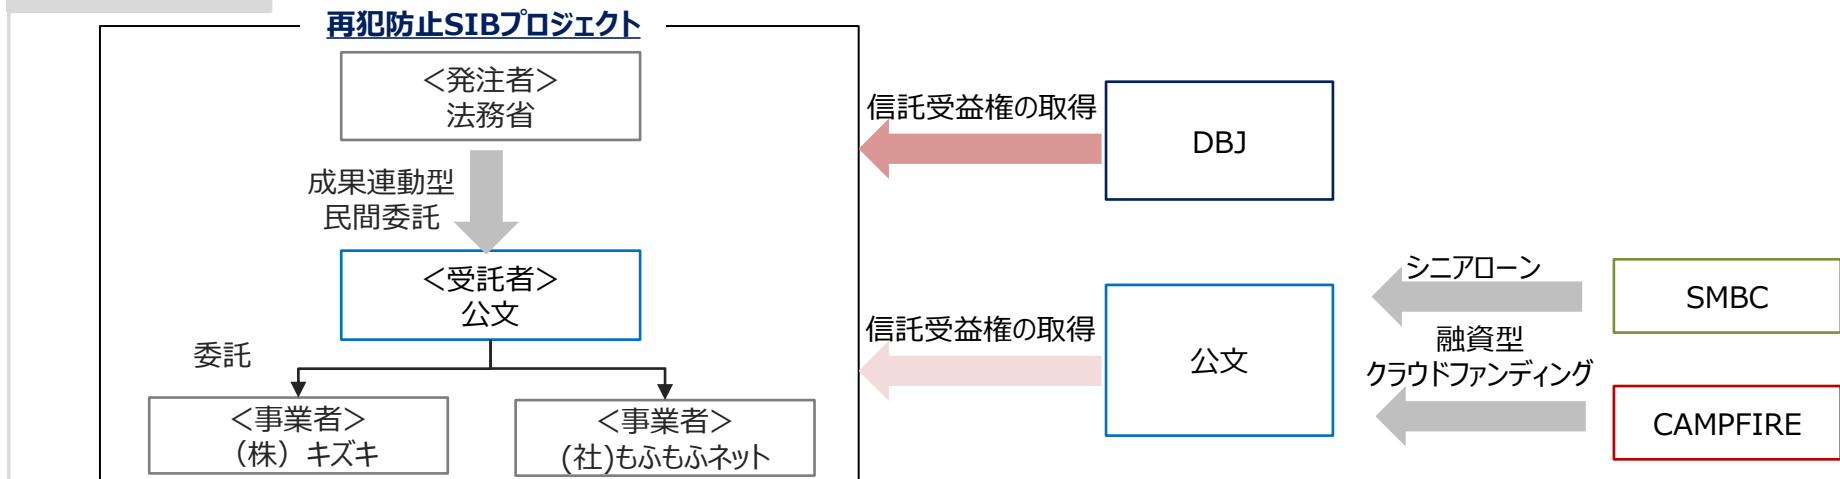 再犯防止SIBプロジェクト
＜発注者＞
法務省
成果連動型
民間委託
＜受託者＞
公文
委託
＜事業者＞
（株）キズキ
＜事業者＞
(社)もふもふネット
信託受益権の取得
DBJ
信託受益権の取得
公文
シニアローン
SMBC
融資型
クラウドファンディング
CAMPFIRE